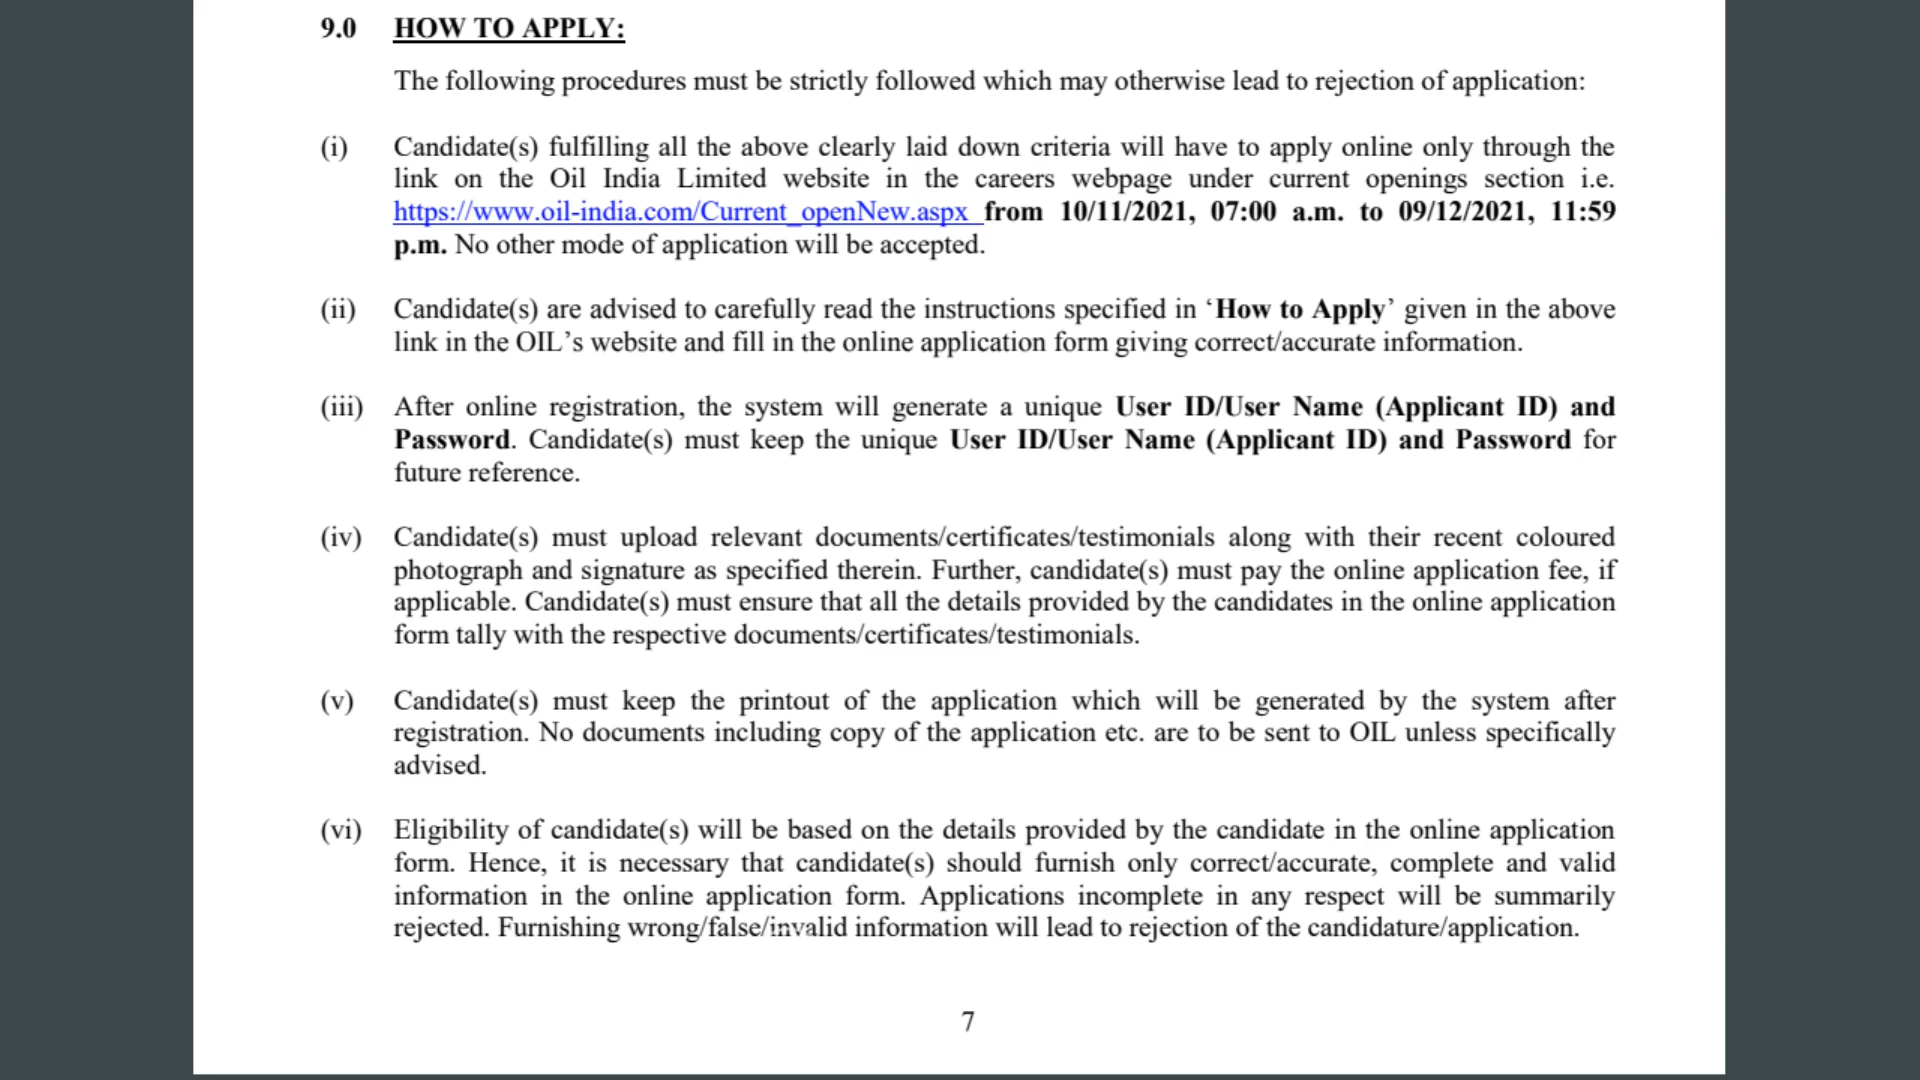 9.0 HOW TO APPLY:
The following procedures must be strictly followed which may otherwise lead to rejection of application:
(i) Candidate(s) fulfilling all the above clearly laid down criteria will have to apply online only through the
link on the Oil India Limited website in the careers webpage under current openings section i.e.
https://www.oil-india.com/Current_openNew.aspx from 10/11/2021, 07:00 a.m. to 09/12/2021, 11:59
p.m. No other mode of application will be accepted.
(ii) Candidate(s) are advised to carefully read the instructions specified in ‘How to Apply’ given in the above
link in the OIL’s website and fill in the online application form giving correct/accurate information.
(iii) After online registration, the system will generate a unique User ID/User Name (Applicant ID) and
Password. Candidate(s) must keep the unique User ID/User Name (Applicant ID) and Password for
future reference.
(iv) Candidate(s) must upload relevant documents/certificates/testimonials along with their recent coloured
photograph and signature as specified therein. Further, candidate(s) must pay the online application fee, if
applicable. Candidate(s) must ensure that all the details provided by the candidates in the online application
form tally with the respective documents/certificates/testimonials.
(v) Candidate(s) must keep the printout of the application which will be generated by the system after
registration. No documents including copy of the application etc. are to be sent to OIL unless specifically
advised.
(vi) Eligibility of candidate(s) will be based on the details provided by the candidate in the online application
form. Hence, it is necessary that candidate(s) should furnish only correct/accurate, complete and valid
information in the online application form. Applications incomplete in any respect will be summarily
rejected. Furnishing wrong/false/invalid information will lead to rejection of the candidature/application.
7